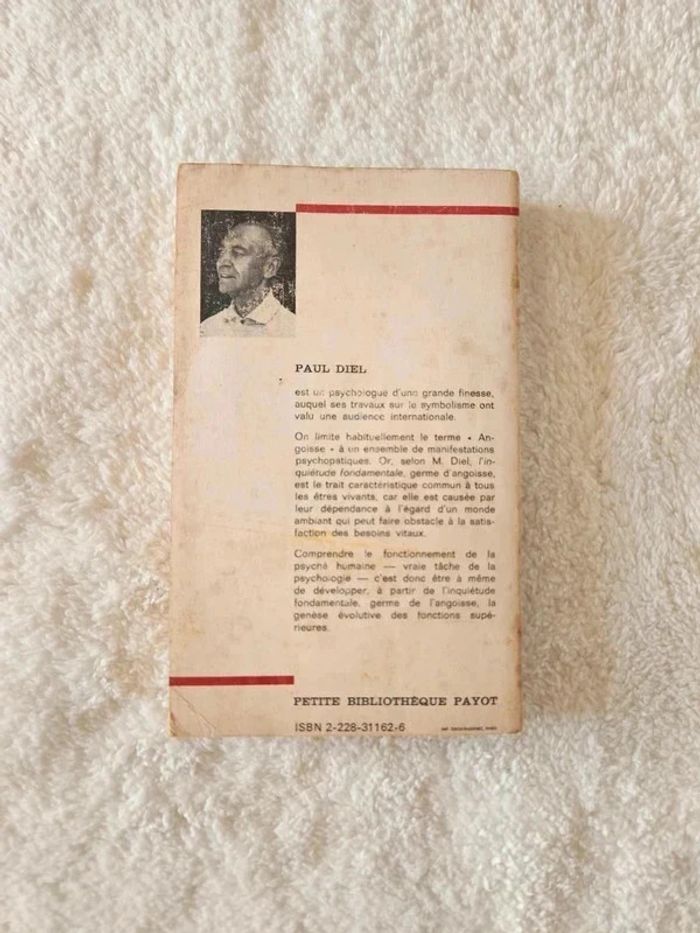 PAUL DIEL
est un psychologue d'une grande finesse,
auquel ses travaux sur le symbolisme ont
valu une audience internationale.
On limite habituellement le terme « An-
goisse » à un ensemble de manifestations
psychopatiques. Or, selon M. Diel, l'in-
quiétude fondamentale, germe d'angoisse,
est le trait caractéristique commun à tous
les êtres vivants, car elle est causée par
leur dépendance à l'égard d'un monde
ambiant qui peut faire obstacle à la satis-
faction des besoins vitaux.
Comprendre le fonctionnement de la
psyché humaine — vraie tâche de la
psychologie — c'est donc être à même
de développer, à partir de l'inquiétude
fondamentale, germe de l'angoisse, la
genèse évolutive des fonctions supé-
rieures.
PETITE BIBLIOTHÈQUE PAYOT
ISBN 2-228-31162-6